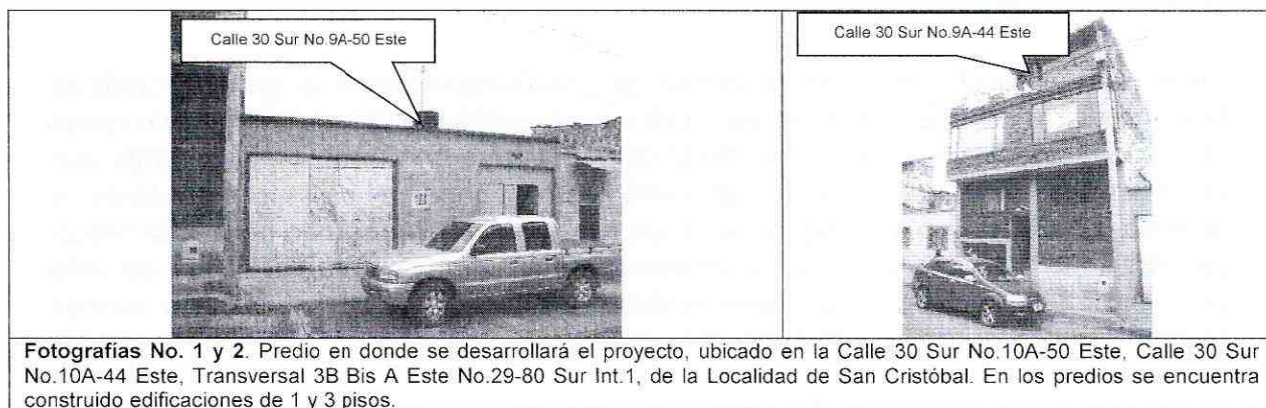 Calle 30 Sur No.9A-50 Este
Calle 30 Sur No.9A-44 Este
Fotografías No. 1 y 2. Predio en donde se desarrollará el proyecto, ubicado en la Calle 30 Sur No.10A-50 Este, Calle 30 Sur
No.10A-44 Este, Transversal 3B Bis A Este No.29-80 Sur Int.1, de la Localidad de San Cristóbal. En los predios se encuentra
construido edificaciones de 1 y 3 pisos.